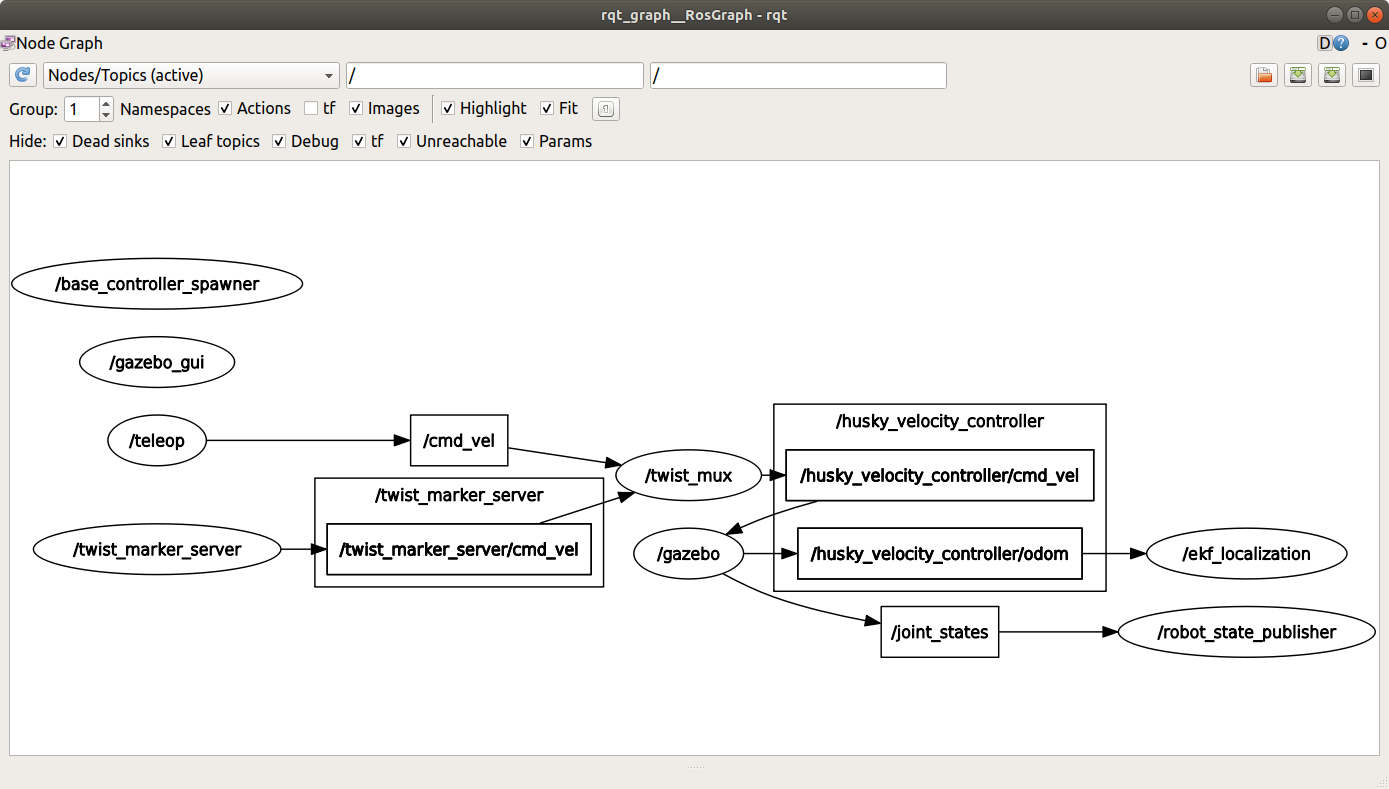 rqt_graph__RosGraph - rqt
Node Graph
D? - O
Nodes/Topics (active) / /
Group: 1 Namespaces Actions tf Images Highlight Fit
Hide: Dead sinks Leaf topics Debug tf Unreachable Params
/base_controller_spawner
/gazebo_gui
/teleop
/cmd_vel
/twist_marker_server
/twist_marker_server
/twist_marker_server/cmd_vel
/twist_mux
/husky_velocity_controller
/husky_velocity_controller/cmd_vel
/gazebo
/husky_velocity_controller/odom
/ekf_localization
/joint_states
/robot_state_publisher